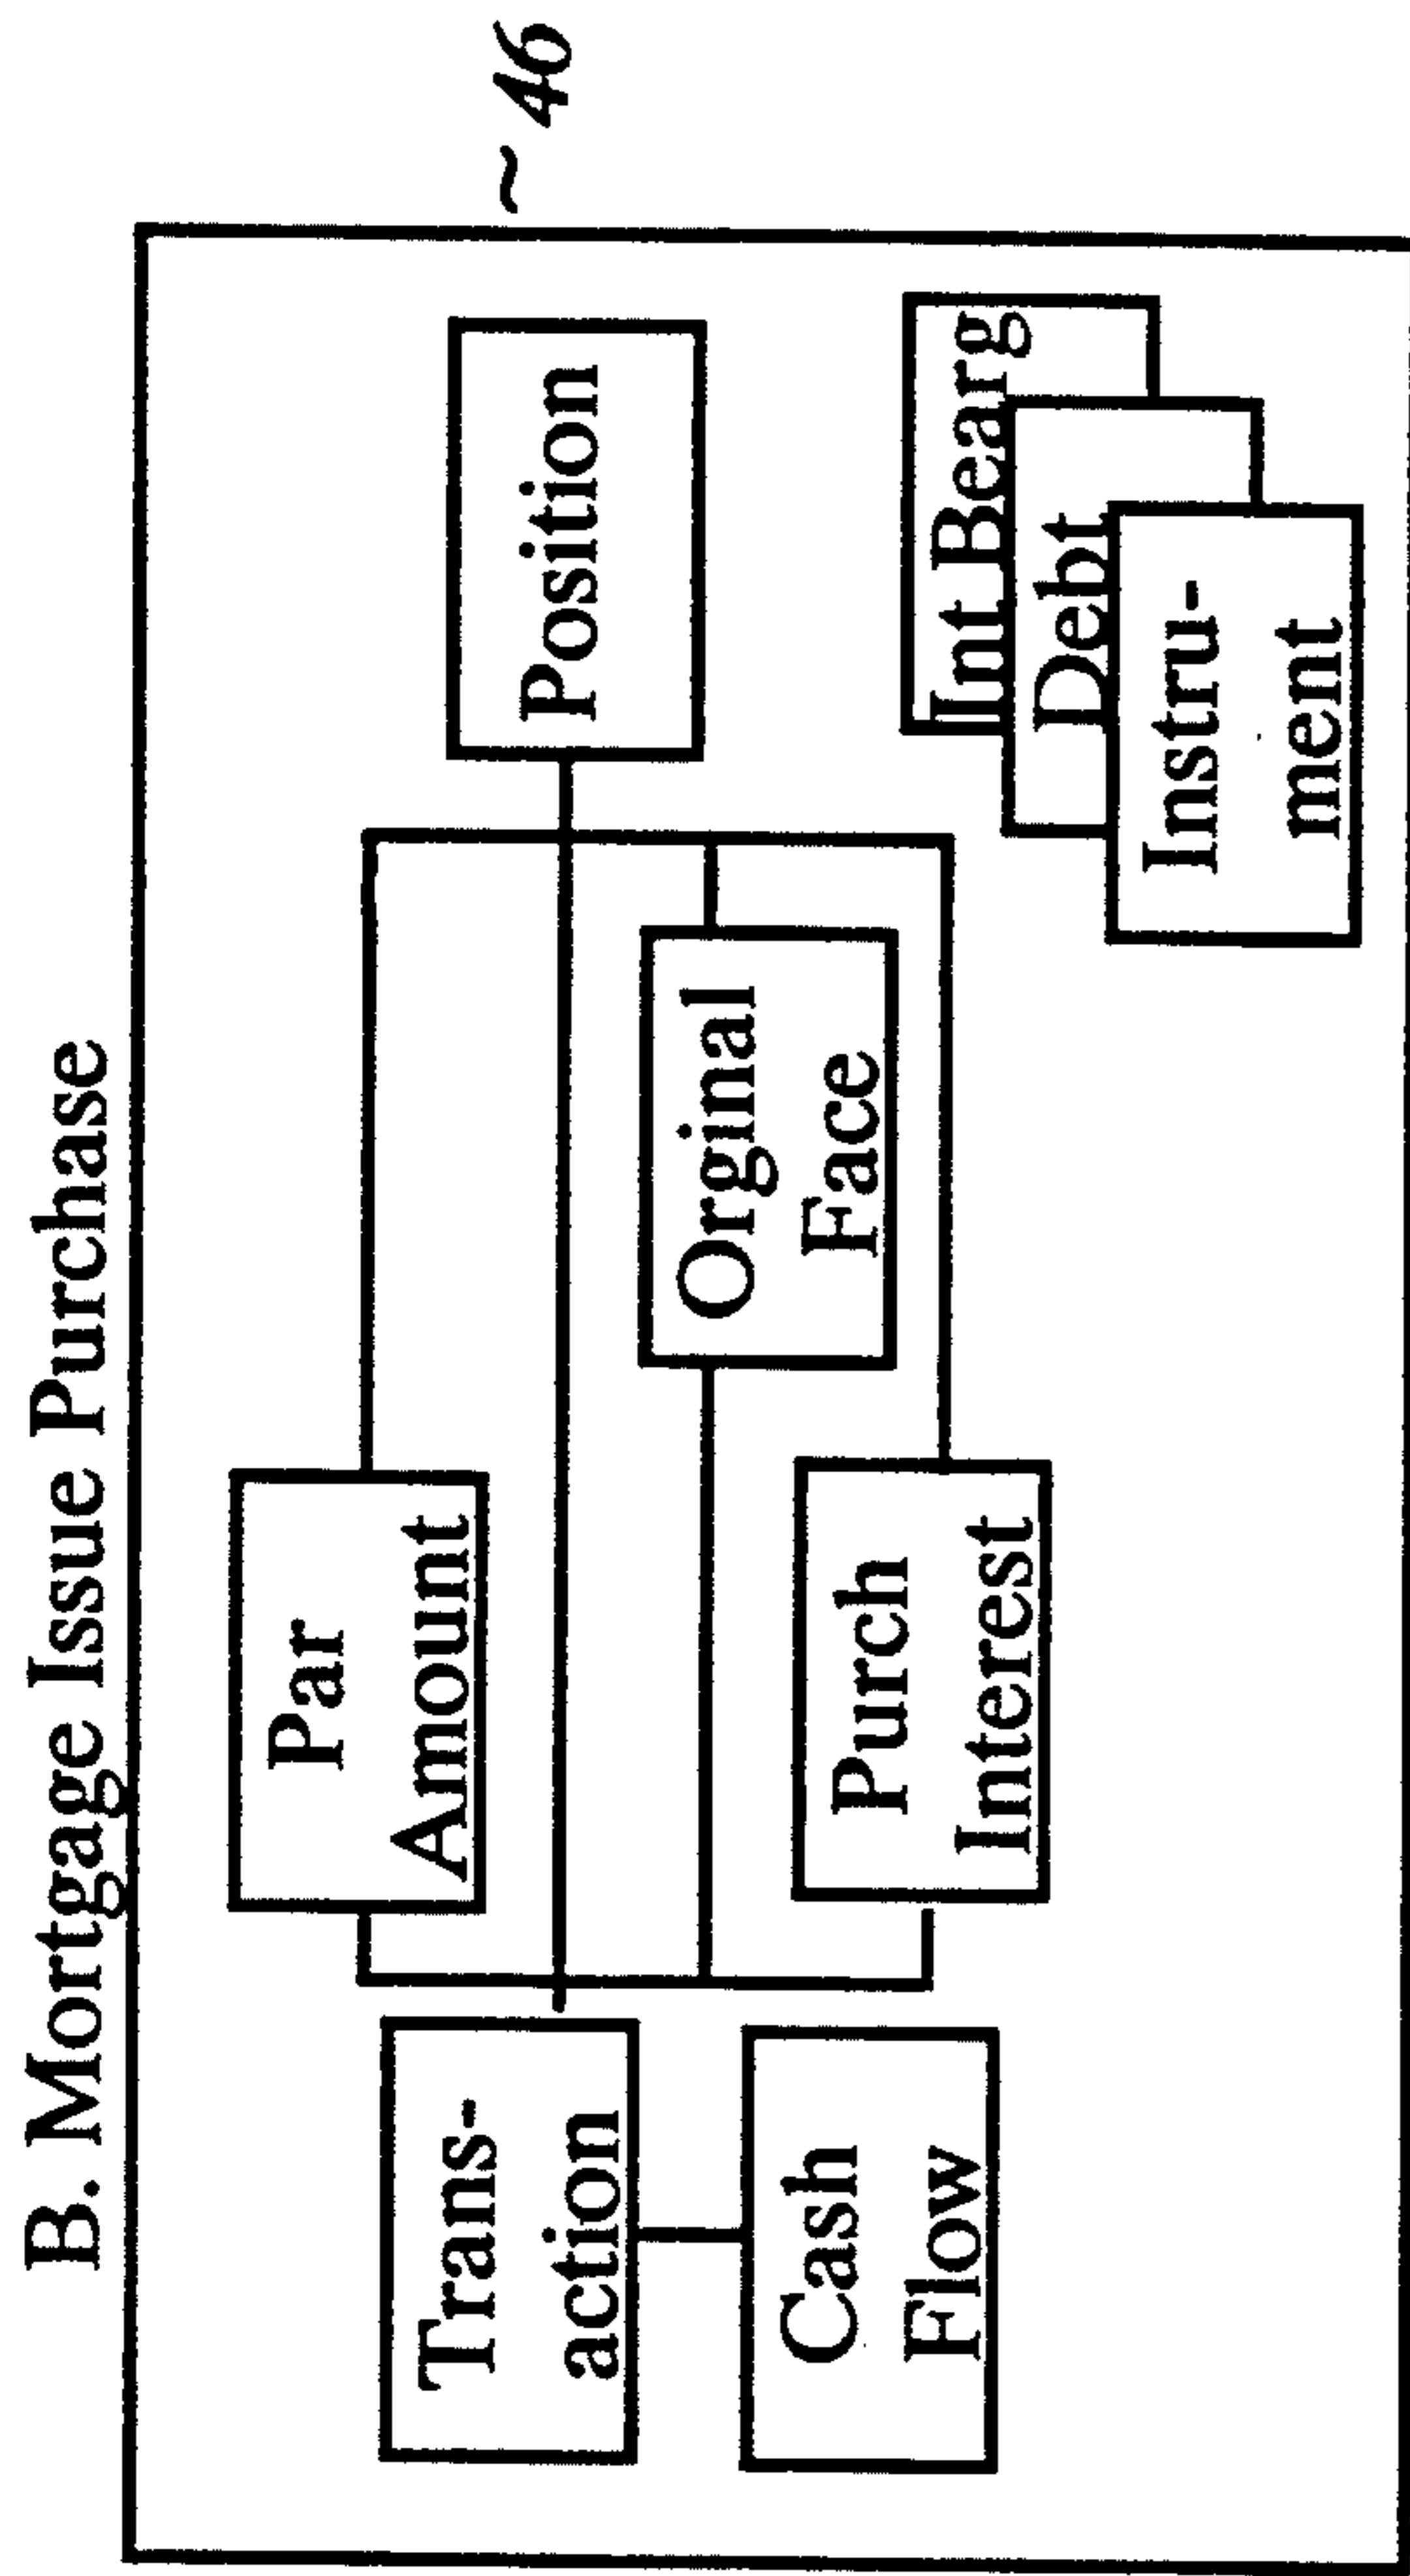 B. Mortgage Issue Purchase
~ 46
Par
Amount
Trans-
action
Position
Orginal
Face
Cash
Flow
Purch
Interest
Int Bearg
Debt
Instru-
ment